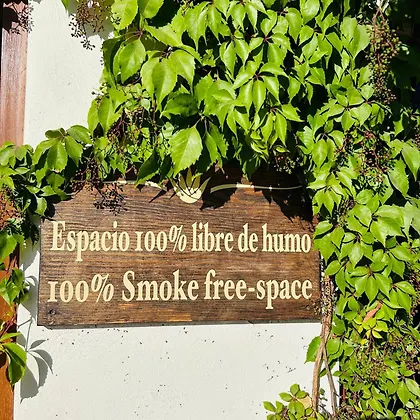 Espacio 100% libre de humo
100% Smoke free-space